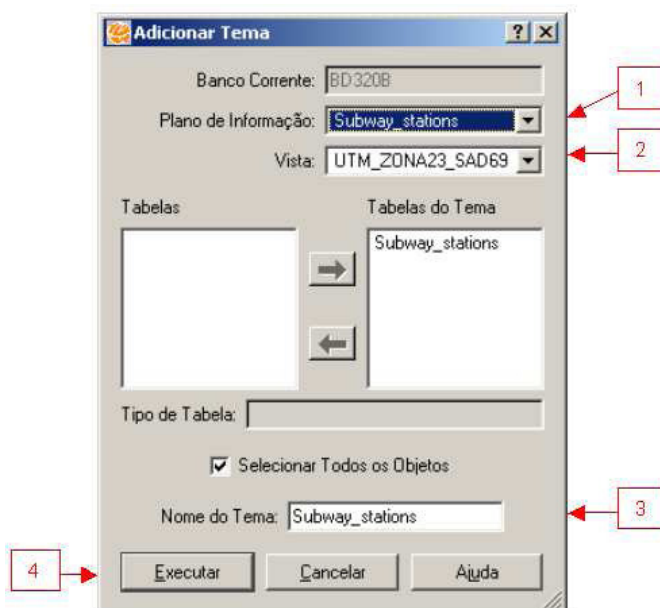 Adicionar Tema
Banco Corrente: BD320B
1
Plano de Informação: Subway_stations
2
Vista: UTM_ZONA23_SAD69
Tabelas Tabelas do Tema
Subway_stations
Tipo de Tabela:
Selecionar Todos os Objetos
Nome do Tema: Subway_stations
3
4
Executar Cancelar Ajuda